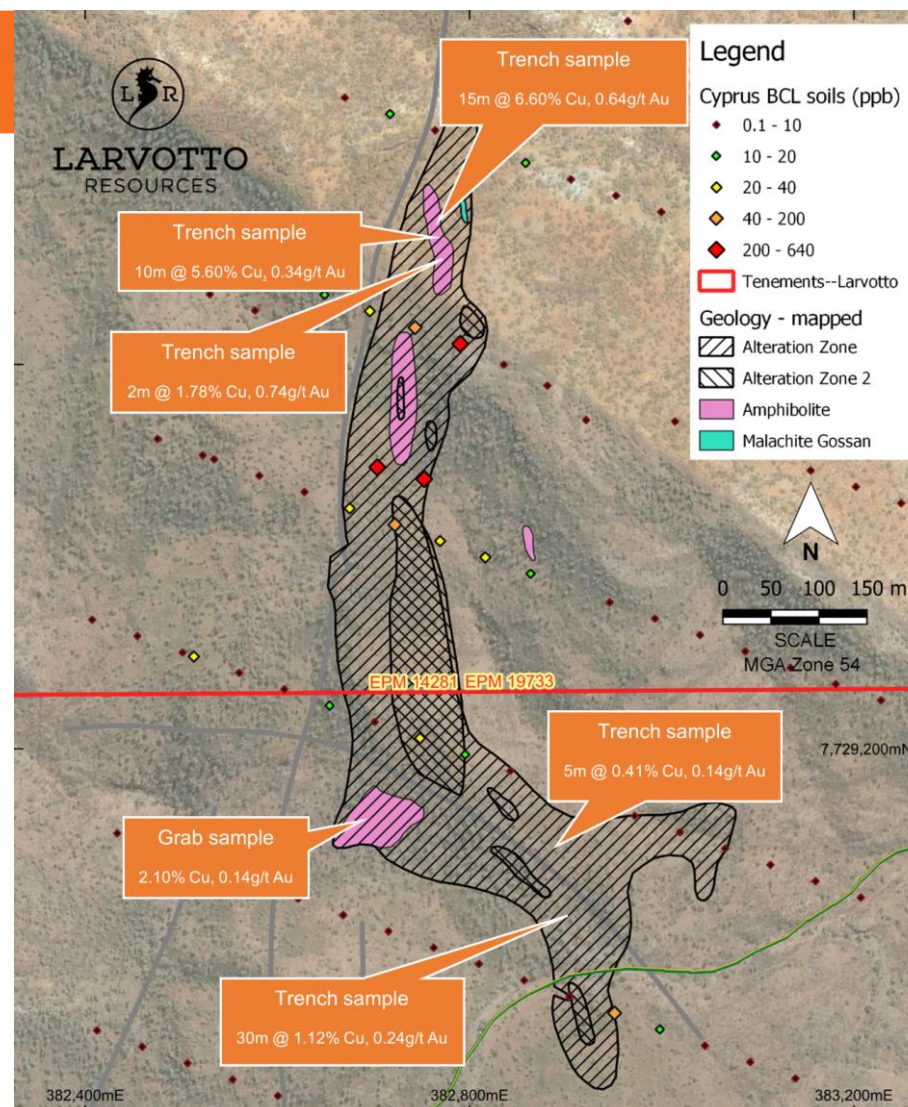 L R
LARVOTTO
RESOURCES
Trench sample
15m @ 6.60% Cu, 0.64g/t Au
Trench sample
10m @ 5.60% Cu, 0.34g/t Au
Trench sample
2m @ 1.78% Cu, 0.74g/t Au
Legend
Cyprus BCL soils (ppb)
0.1 - 10
10 - 20
20 - 40
40 - 200
200 - 640
Tenements--Larvotto
Geology - mapped
Alteration Zone
Alteration Zone 2
Amphibolite
Malachite Gossan
N
0 50 100 150 m
SCALE
MGA Zone 54
EPM 14281 EPM 19733
7,729,200mN
Trench sample
5m @ 0.41% Cu, 0.14g/t Au
Grab sample
2.10% Cu, 0.14g/t Au
Trench sample
30m @ 1.12% Cu, 0.24g/t Au
382,400mE
382,800mE
383,200mE